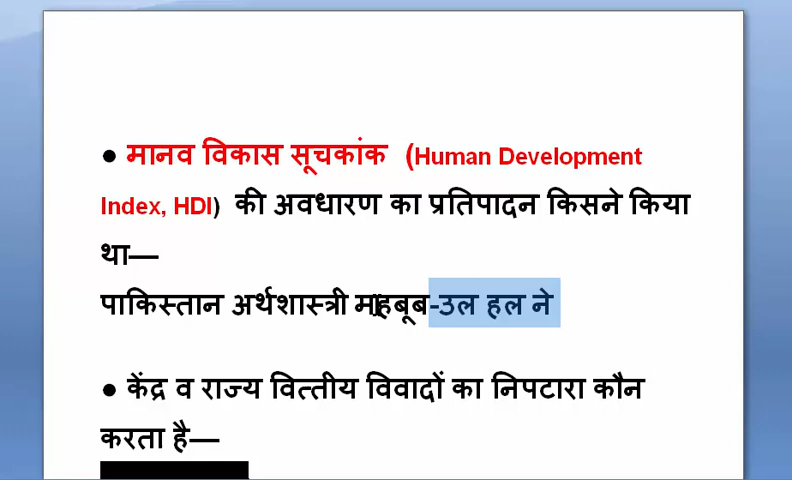 ● मानव विकास सूचकांक (Human Development
Index, HDI) की अवधारण का प्रतिपादन किसने किया
था—
पाकिस्तान अर्थशास्त्री महबूब-उल हल ने
● केंद्र व राज्य वित्तीय विवादों का निपटारा कौन
करता है—